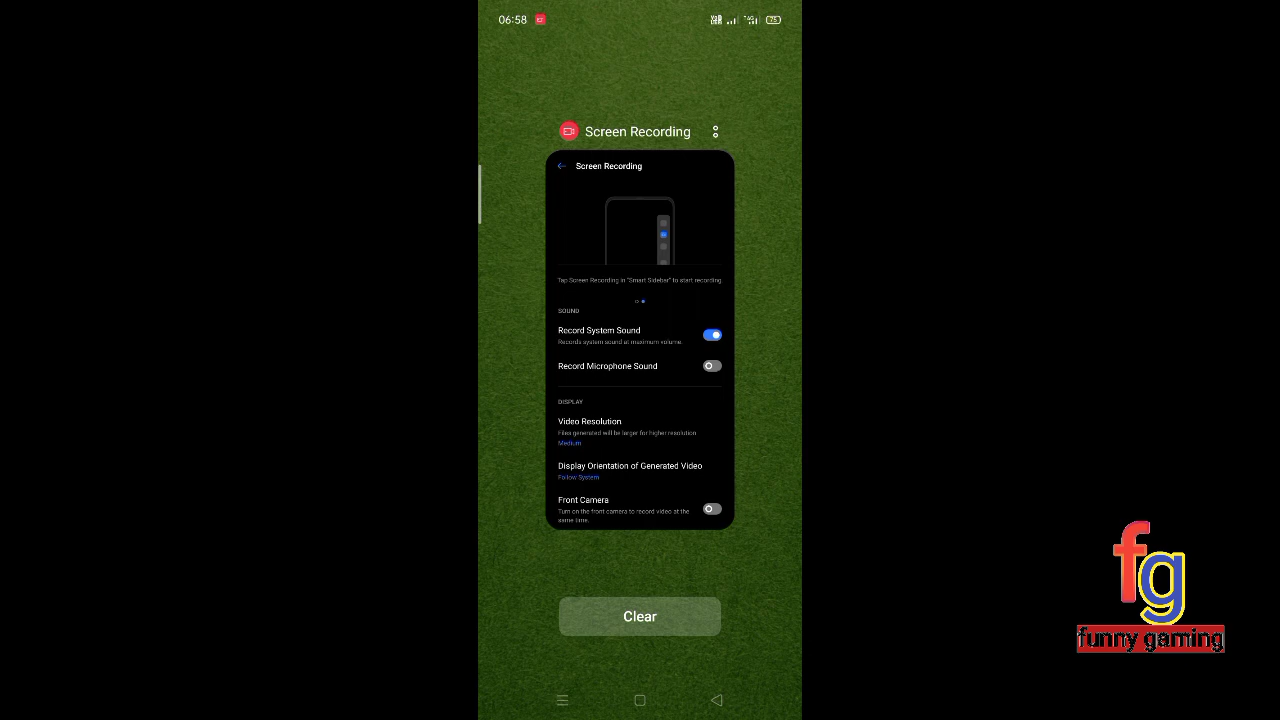 06:58
75
Screen Recording
Screen Recording
Tap Screen Recording in "Smart Sidebar" to start recording
SOUND
Record System Sound
Records system sound at maximum volume.
Record Microphone Sound
DISPLAY
Video Resolution
Files generated will be larger for higher resolution
Medium
Display Orientation of Generated Video
Follow System
Front Camera
Turn on the front camera to record video at the
same time.
Clear
fg
funny gaming